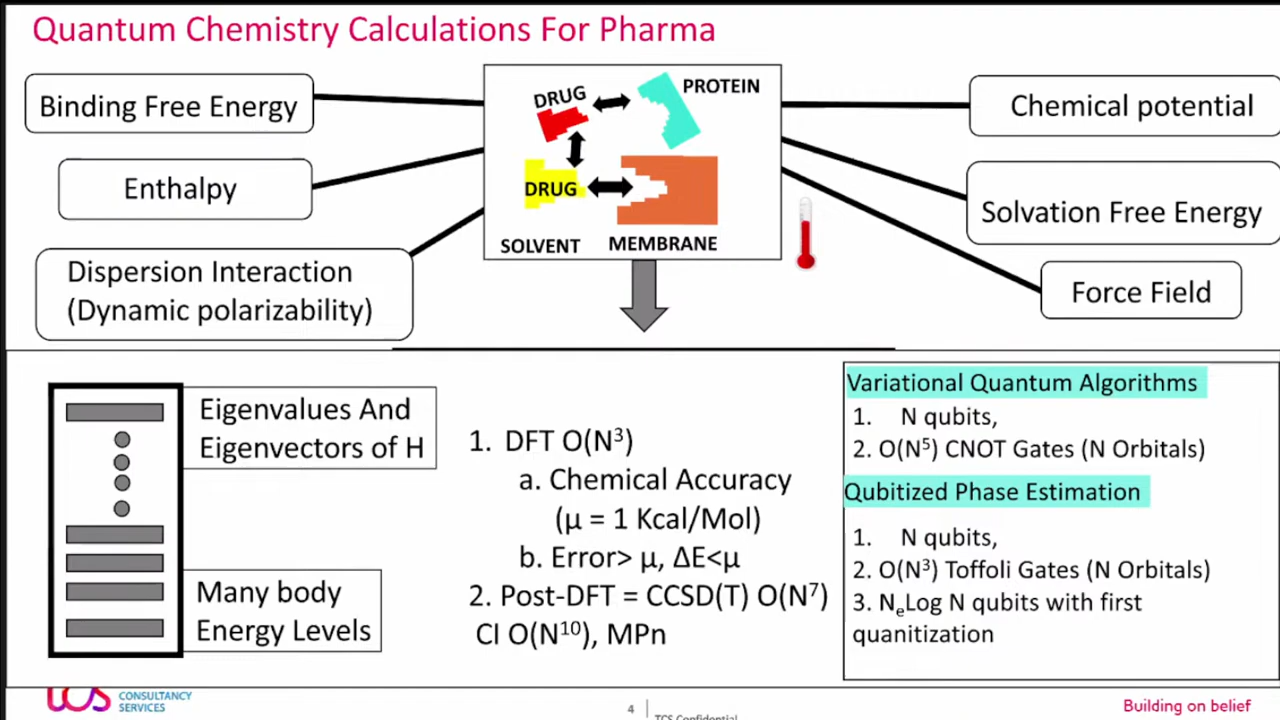 Quantum Chemistry Calculations For Pharma
Binding Free Energy
Enthalpy
Dispersion Interaction
(Dynamic polarizability)
DRUG
PROTEIN
DRUG
SOLVENT
MEMBRANE
Chemical potential
Solvation Free Energy
Force Field
Eigenvalues And
Eigenvectors of H
Many body
Energy Levels
1. DFT O(N³)
a. Chemical Accuracy
(μ = 1 Kcal/Mol)
b. Error> μ, ΔE<μ
2. Post-DFT = CCSD(T) O(N⁷)
CI O(N¹⁰), MPn
Variational Quantum Algorithms
1. N qubits,
2. O(N⁵) CNOT Gates (N Orbitals)
Qubitized Phase Estimation
1. N qubits,
2. O(N³) Toffoli Gates (N Orbitals)
3. NₑLog N qubits with first
quanitization
tcs CONSULTANCY
SERVICES
4
TCS Confidential
Building on belief